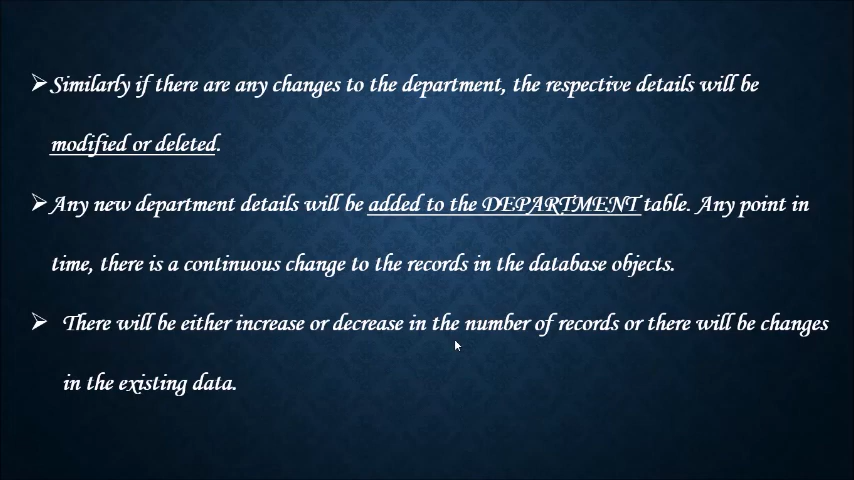 ➢Similarly if there are any changes to the department, the respective details will be
modified or deleted.
➢Any new department details will be added to the DEPARTMENT table. Any point in
time, there is a continuous change to the records in the database objects.
➢ There will be either increase or decrease in the number of records or there will be changes
in the existing data.